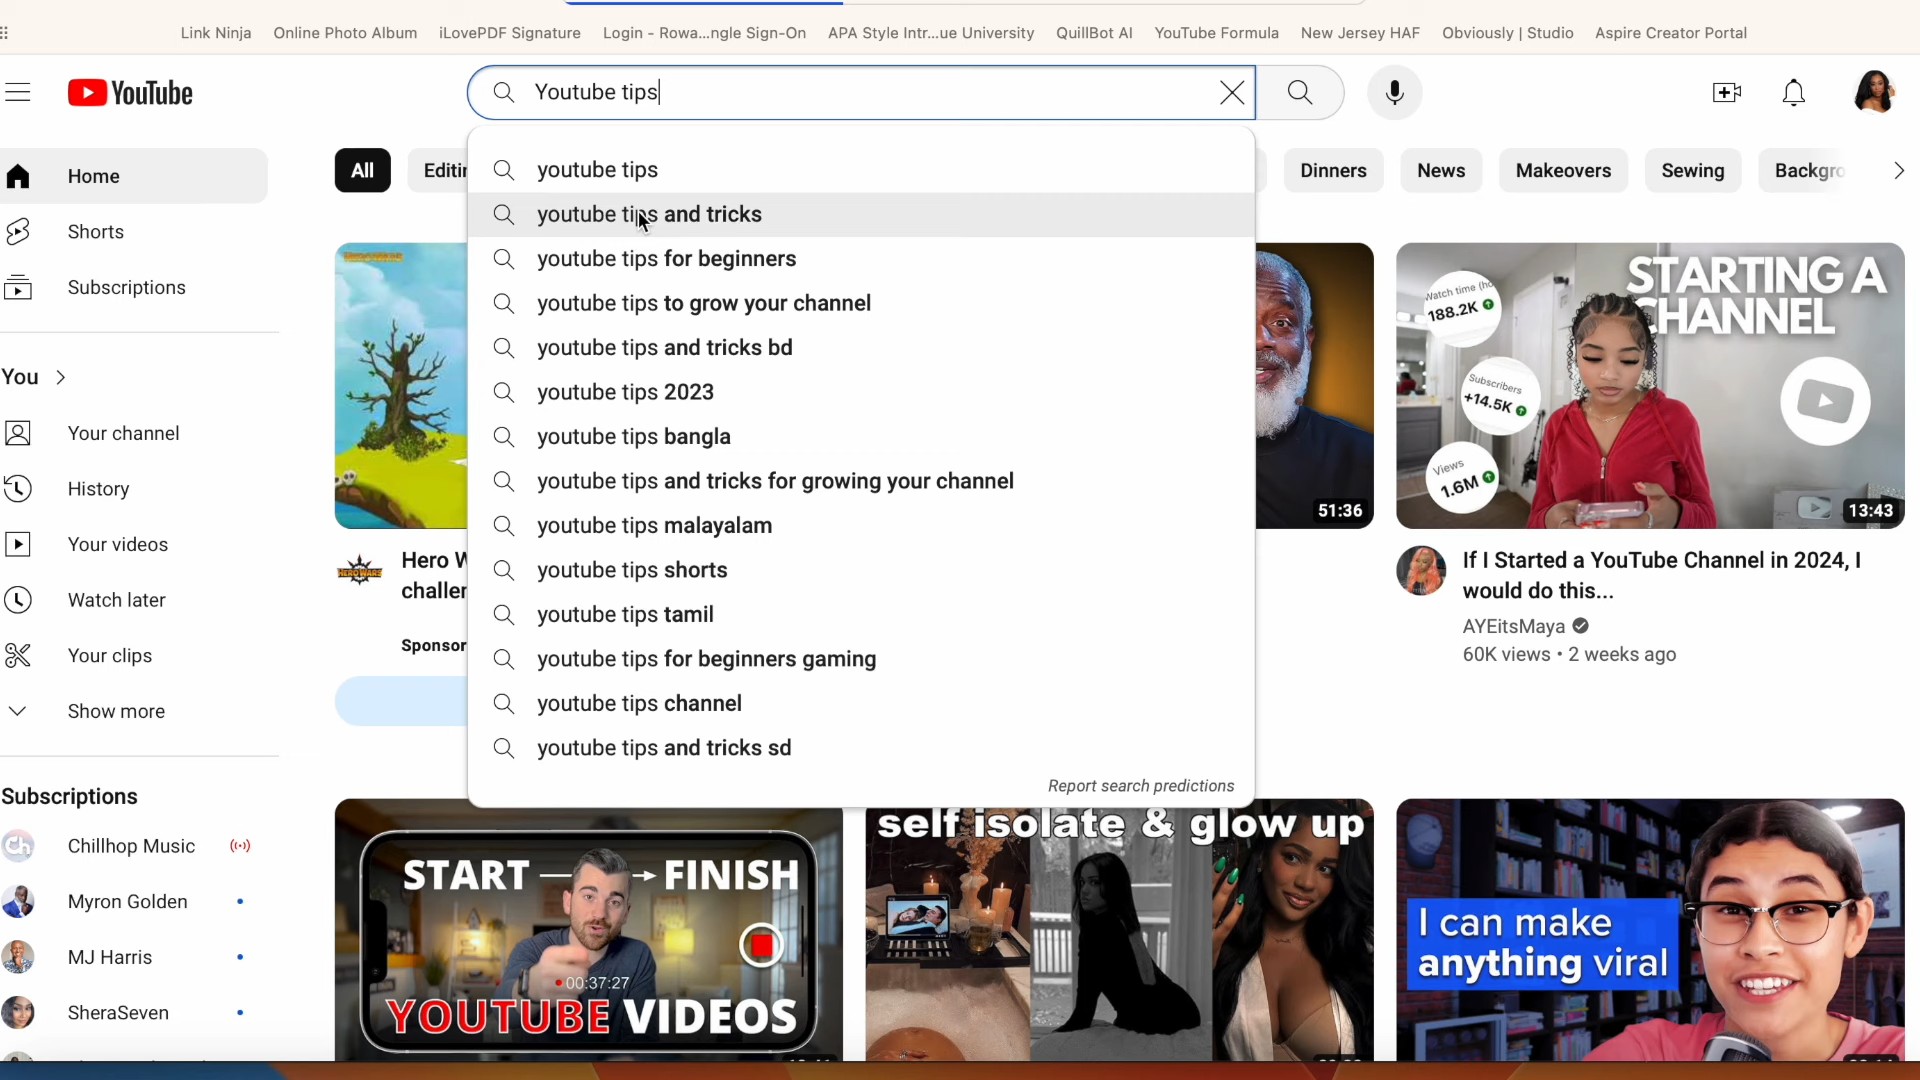 Link Ninja
Online Photo Album
iLovePDF Signature
Login - Rowa...ngle Sign-On
APA Style Intr...ue University
QuillBot AI
YouTube Formula
New Jersey HAF
Obviously | Studio
Aspire Creator Portal
YouTube
Youtube tips
Home
Shorts
Subscriptions
You
Your channel
History
Your videos
Watch later
Your clips
Show more
Subscriptions
Chillhop Music
Myron Golden
MJ Harris
SheraSeven
All
Dinners
News
Makeovers
Sewing
youtube tips
youtube tips and tricks
youtube tips for beginners
youtube tips to grow your channel
youtube tips and tricks bd
youtube tips 2023
youtube tips bangla
youtube tips and tricks for growing your channel
youtube tips malayalam
youtube tips shorts
youtube tips tamil
youtube tips for beginners gaming
youtube tips channel
youtube tips and tricks sd
Report search predictions
HERO WARS
Hero
51:36
STARTING A
CHANNEL
Watch time
188.2K
Subscribers
+14.5K
Views
1.6M
13:43
If I Started a YouTube Channel in 2024, I
would do this...
AYEitsMaya
60K views • 2 weeks ago
START
FINISH
00:37:27
YOUTUBE VIDEOS
self isolate & glow up
I can make
anything viral